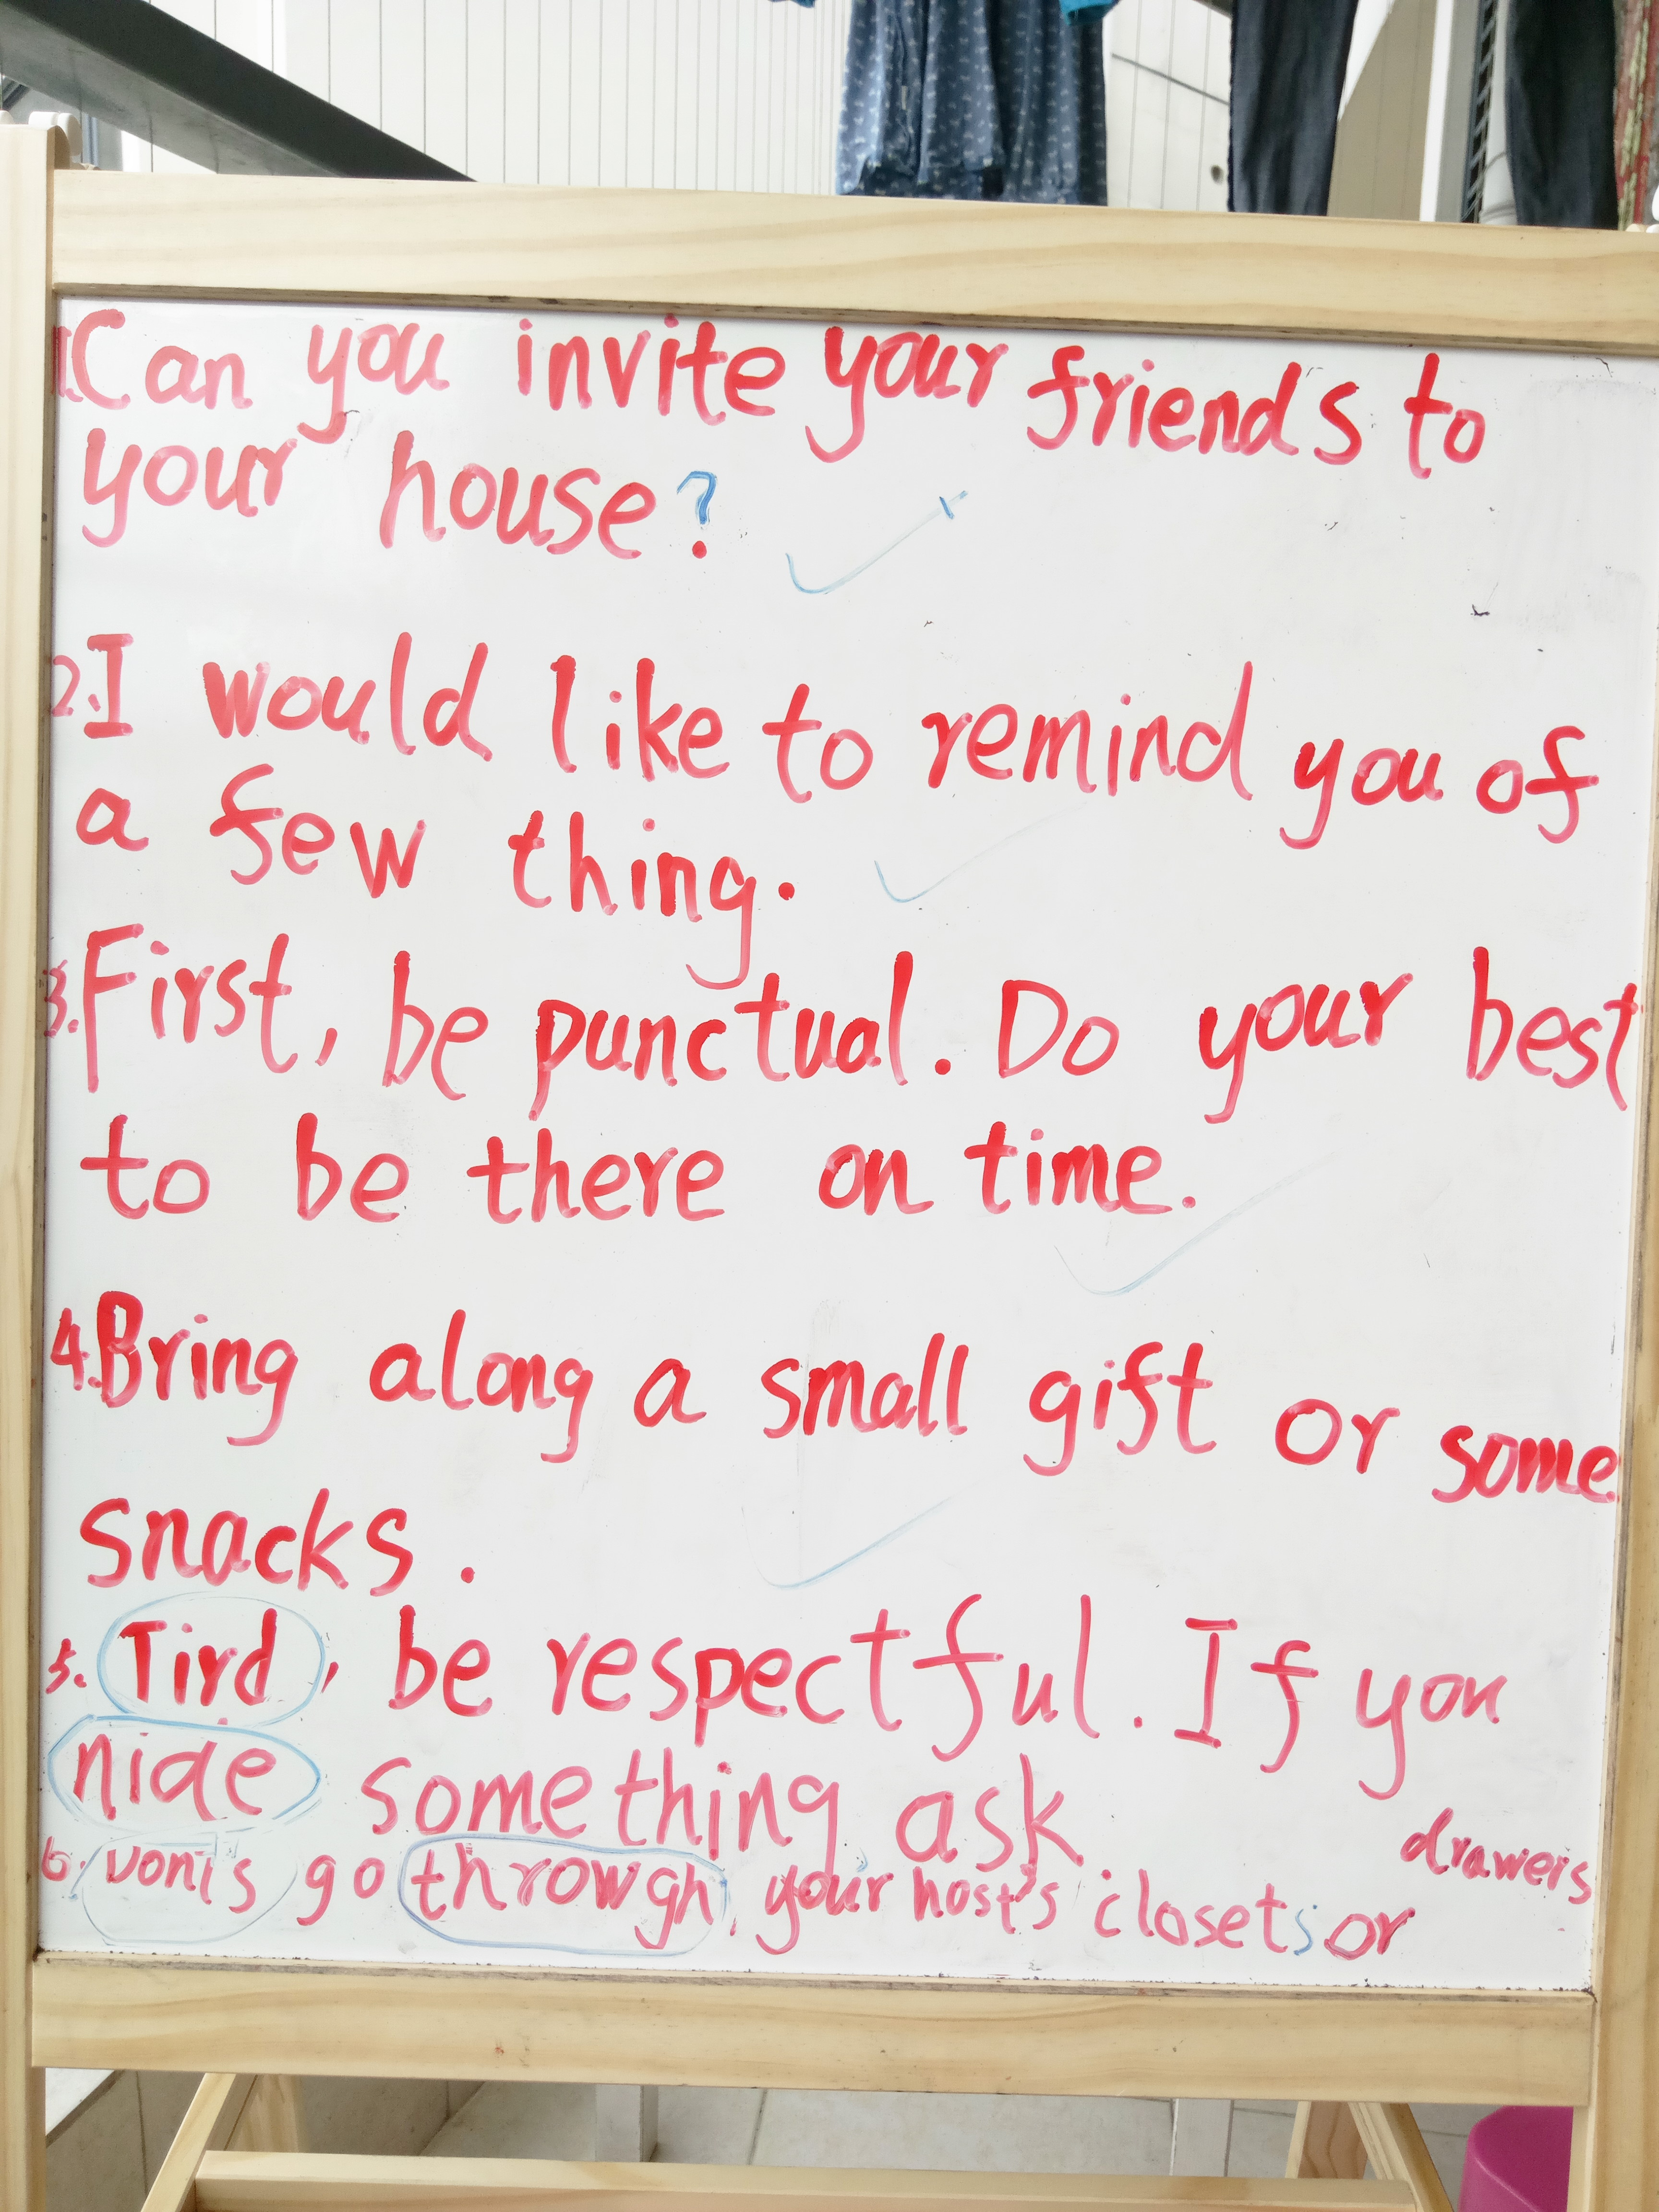 1.Can you invite your friends to
your house?
2.I would like to remind you of
a few thing.
3.First, be punctual. Do your best
to be there on time.
4.Bring along a small gift or some
snacks.
5. Tird, be respectful. If you
nide something ask
6. vont's go throwgh your host's closets or
drawers